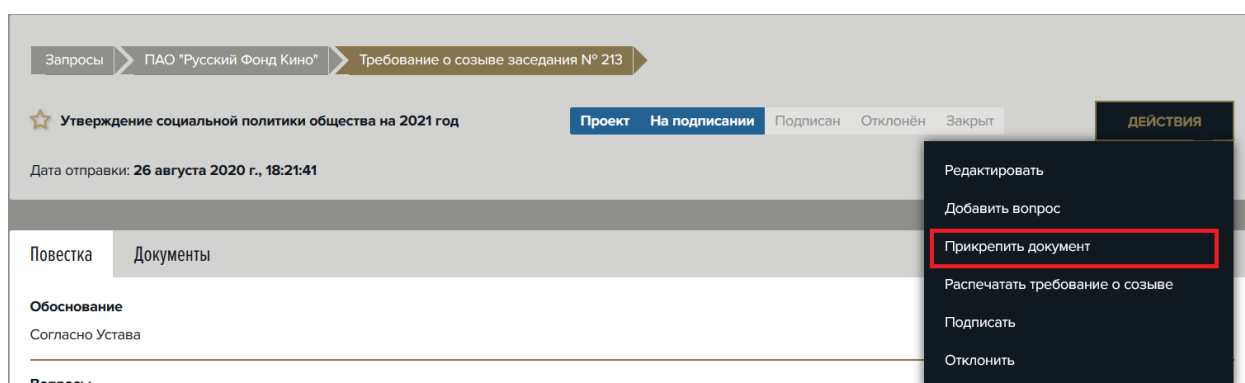 Запросы ПАО "Русский Фонд Кино" Требование о созыве заседания № 213
Утверждение социальной политики общества на 2021 год Проект На подписании Подписан Отклонён Закрыт ДЕЙСТВИЯ
Дата отправки: 26 августа 2020 г., 18:21:41
Редактировать
Добавить вопрос
Прикрепить документ
Распечатать требование о созыве
Подписать
Отклонить
Повестка Документы
Обоснование
Согласно Устава